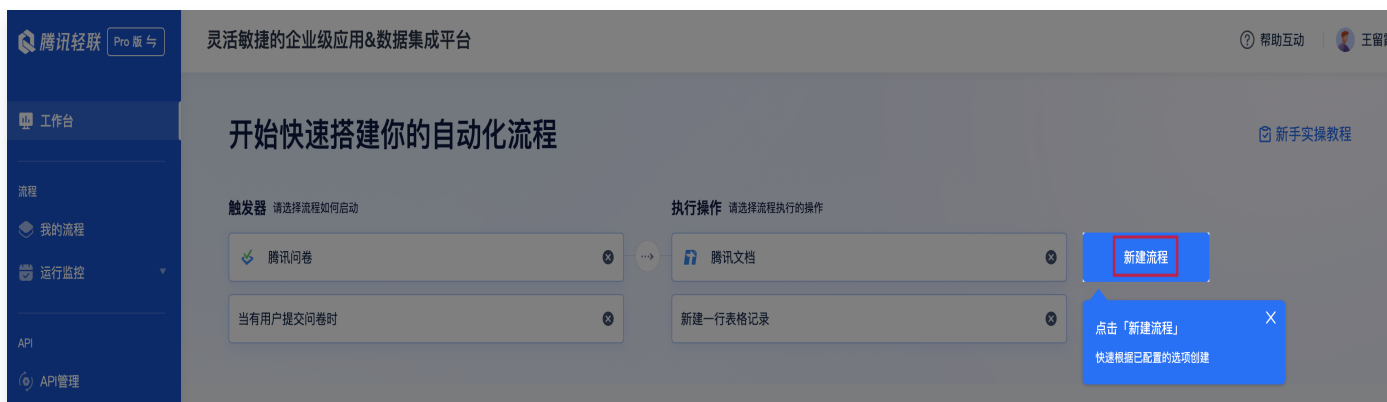 腾讯轻联 Pro 版
灵活敏捷的企业级应用&数据集成平台
帮助互动
王留
工作台
开始快速搭建你的自动化流程
新手实操教程
流程
触发器 请选择流程如何启动
执行操作 请选择流程执行的操作
我的流程
腾讯问卷
腾讯文档
新建流程
运行监控
当有用户提交问卷时
新建一行表格记录
点击「新建流程」
快速根据已配置的选项创建
API
API管理